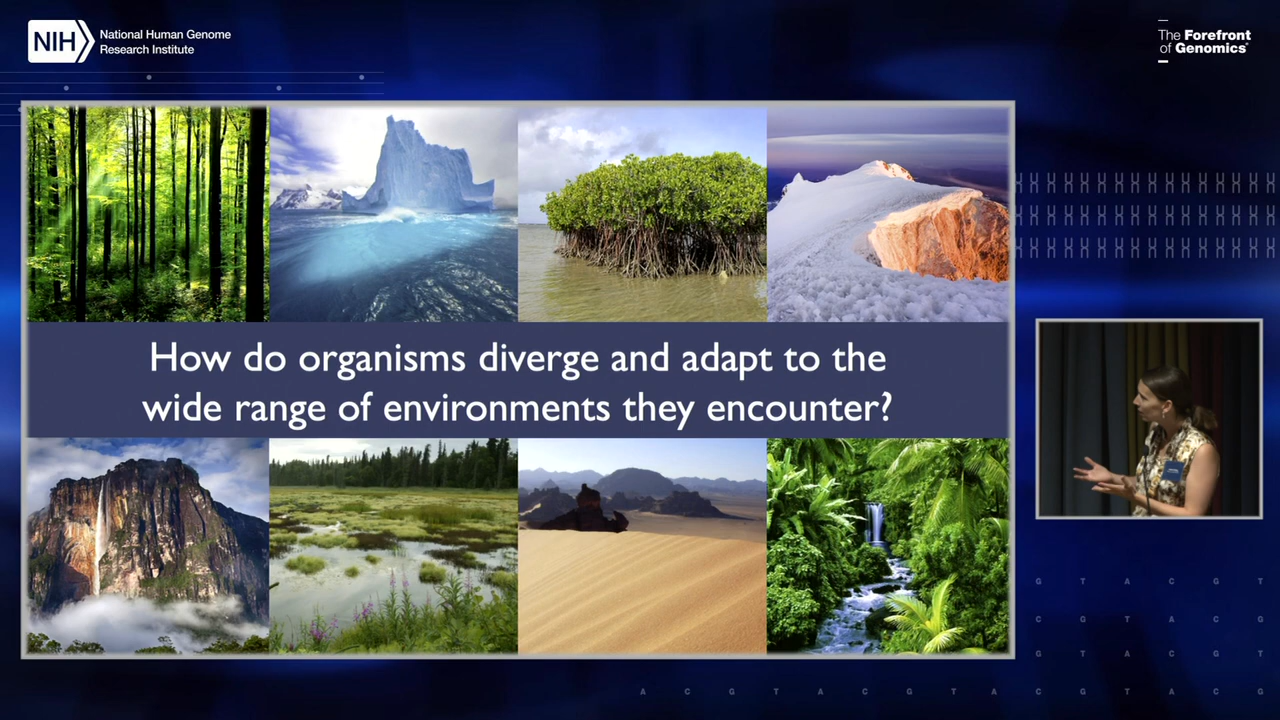 NIH
National Human Genome
Research Institute
The Forefront
of Genomics®
How do organisms diverge and adapt to the
wide range of environments they encounter?
G T A C G T
C G T A C G
G T A C G T
A C G T A C G T A C G T A C G